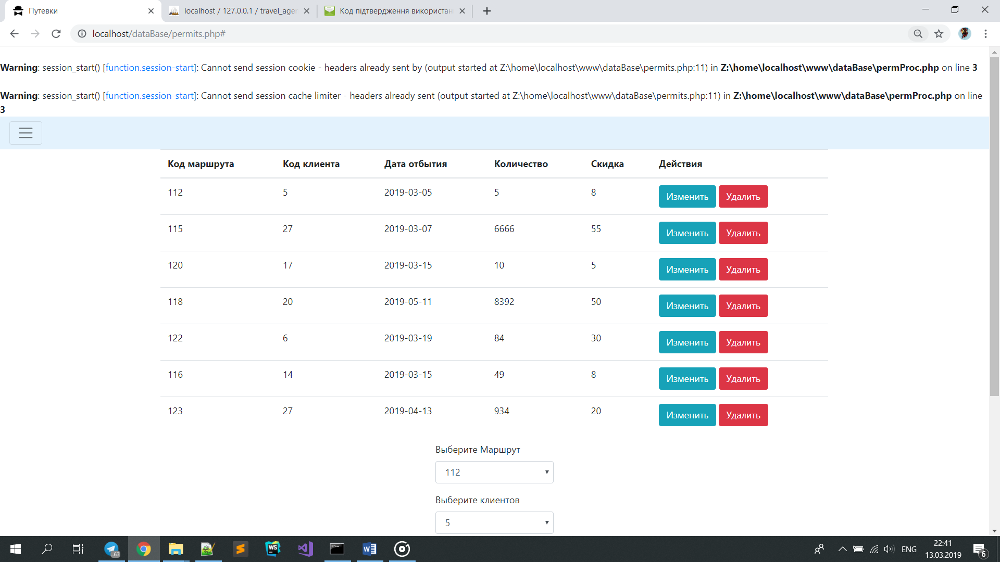 Путевки
localhost / 127.0.0.1 / travel_agen
Код підтвердження використан
localhost/dataBase/permits.php#
Warning: session_start() [function.session-start]: Cannot send session cookie - headers already sent by (output started at Z:\home\localhost\www\dataBase\permits.php:11) in Z:\home\localhost\www\dataBase\permProc.php on line 3
Warning: session_start() [function.session-start]: Cannot send session cache limiter - headers already sent (output started at Z:\home\localhost\www\dataBase\permits.php:11) in Z:\home\localhost\www\dataBase\permProc.php on line
3
Код маршрута Код клиента Дата отбытия Количество Скидка Действия
112 5 2019-03-05 5 8 Изменить Удалить
115 27 2019-03-07 6666 55 Изменить Удалить
120 17 2019-03-15 10 5 Изменить Удалить
118 20 2019-05-11 8392 50 Изменить Удалить
122 6 2019-03-19 84 30 Изменить Удалить
116 14 2019-03-15 49 8 Изменить Удалить
123 27 2019-04-13 934 20 Изменить Удалить
Выберите Маршрут
112
Выберите клиентов
5
ENG
22:41
13.03.2019
6